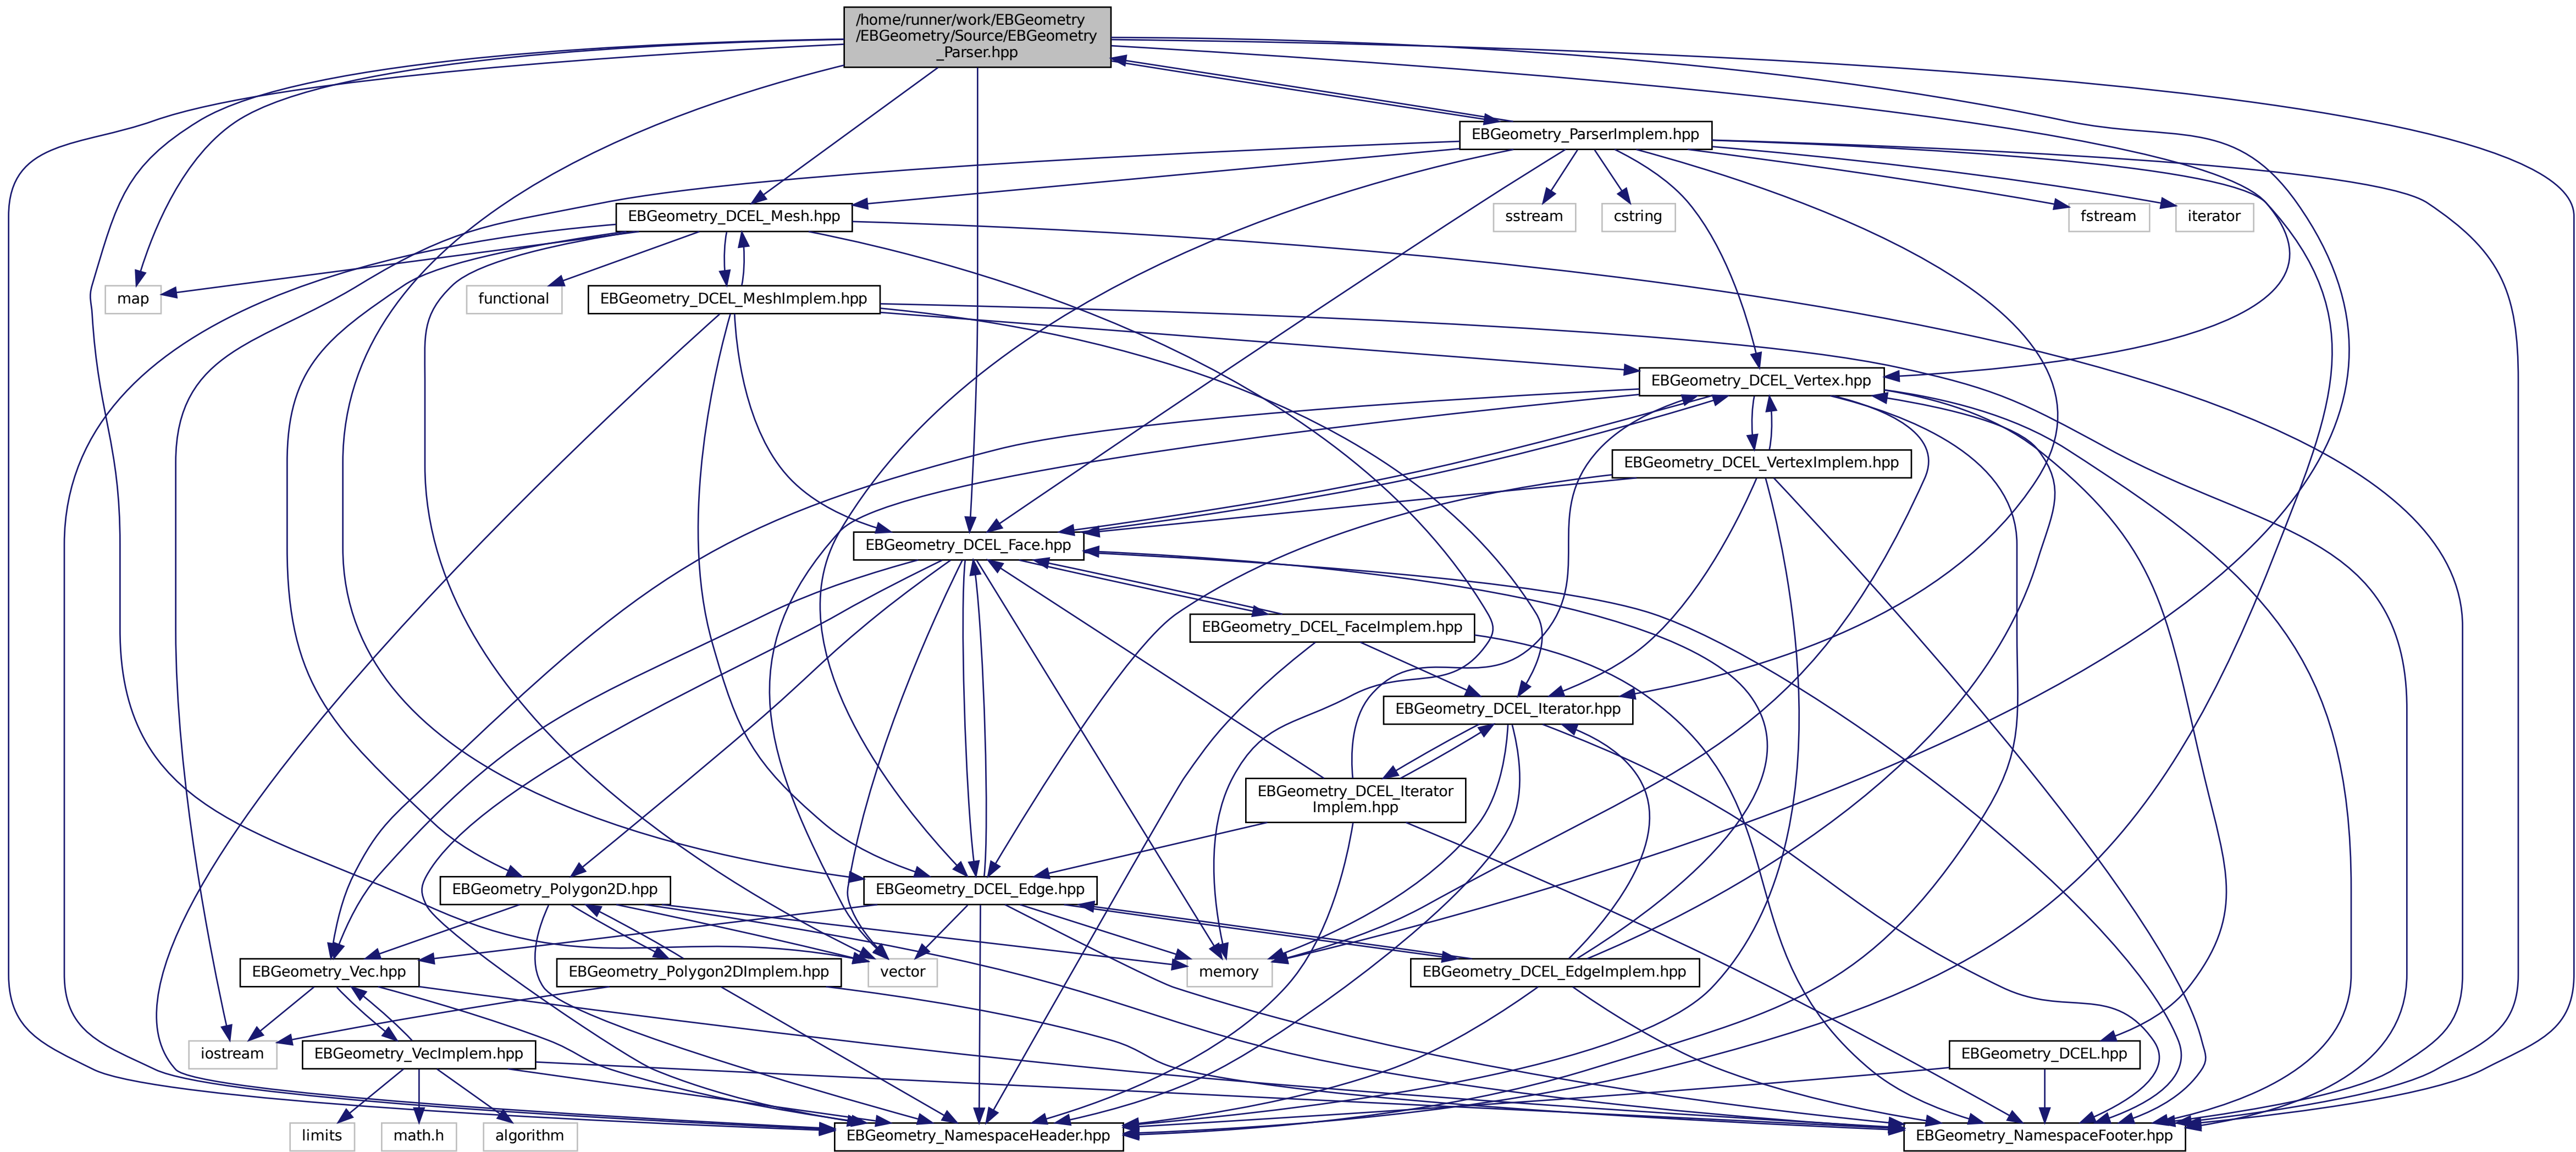 /home/runner/work/EBGeometry
/EBGeometry/Source/EBGeometry
_Parser.hpp
EBGeometry_ParserImplem.hpp
EBGeometry_DCEL_Mesh.hpp
sstream
cstring
fstream
iterator
map
functional
EBGeometry_DCEL_MeshImplem.hpp
EBGeometry_DCEL_Vertex.hpp
EBGeometry_DCEL_VertexImplem.hpp
EBGeometry_DCEL_Face.hpp
EBGeometry_DCEL_FaceImplem.hpp
EBGeometry_DCEL_Iterator.hpp
EBGeometry_DCEL_Iterator
Implem.hpp
EBGeometry_Polygon2D.hpp
EBGeometry_DCEL_Edge.hpp
EBGeometry_Vec.hpp
EBGeometry_Polygon2DImplem.hpp
vector
memory
EBGeometry_DCEL_EdgeImplem.hpp
iostream
EBGeometry_VecImplem.hpp
EBGeometry_DCEL.hpp
limits
math.h
algorithm
EBGeometry_NamespaceHeader.hpp
EBGeometry_NamespaceFooter.hpp